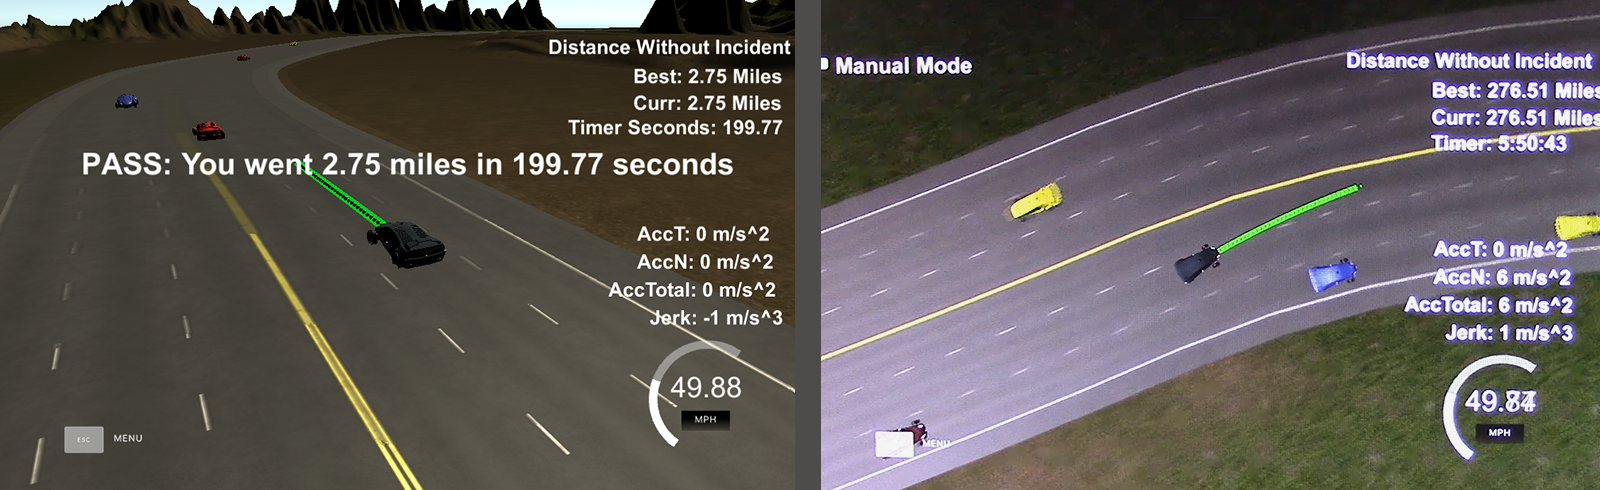 Distance Without Incident
Best: 2.75 Miles
Curr: 2.75 Miles
Timer Seconds: 199.77
PASS: You went 2.75 miles in 199.77 seconds
AccT: 0 m/s^2
AccN: 0 m/s^2
AccTotal: 0 m/s^2
Jerk: -1 m/s^3
49.88
MPH
ESC
MENU
Manual Mode
Distance Without Incident
Best: 276.51 Miles
Curr: 276.51 Miles
Timer: 5:50:43
AccT: 0 m/s^2
AccN: 6 m/s^2
AccTotal: 6 m/s^2
Jerk: 1 m/s^3
MPH
MENU